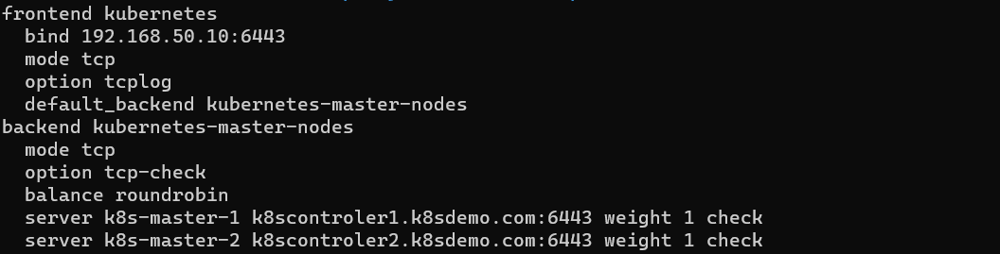 frontend kubernetes
  bind 192.168.50.10:6443
  mode tcp
  option tcplog
  default_backend kubernetes-master-nodes
backend kubernetes-master-nodes
  mode tcp
  option tcp-check
  balance roundrobin
  server k8s-master-1 k8scontroler1.k8sdemo.com:6443 weight 1 check
  server k8s-master-2 k8scontroler2.k8sdemo.com:6443 weight 1 check